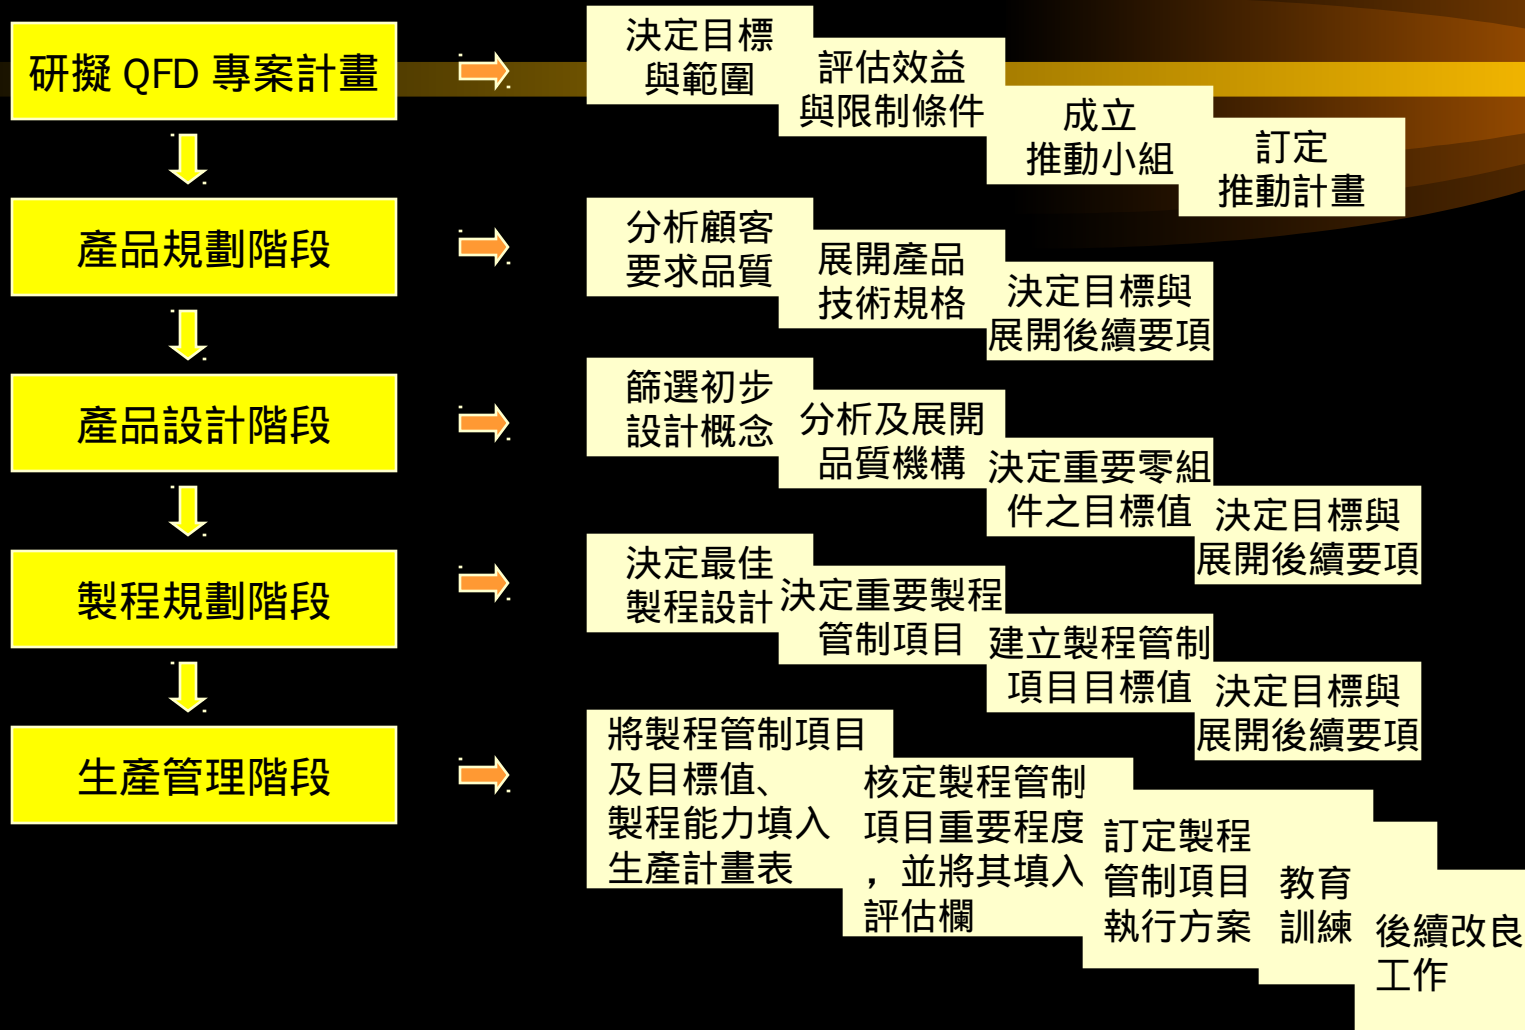 研擬 QFD 專案計畫
決定目標
與範圍
評估效益
與限制條件
成立
推動小組
訂定
推動計畫
產品規劃階段
分析顧客
要求品質
展開產品
技術規格
決定目標與
展開後續要項
產品設計階段
篩選初步
設計概念
分析及展開
品質機構
決定重要零組
件之目標值
決定目標與
展開後續要項
製程規劃階段
決定最佳
製程設計
決定重要製程
管制項目
建立製程管制
項目目標值
決定目標與
展開後續要項
生產管理階段
將製程管制項目
及目標值、
製程能力填入
生產計畫表
核定製程管制
項目重要程度
，並將其填入
評估欄
訂定製程
管制項目
執行方案
教育
訓練
後續改良
工作